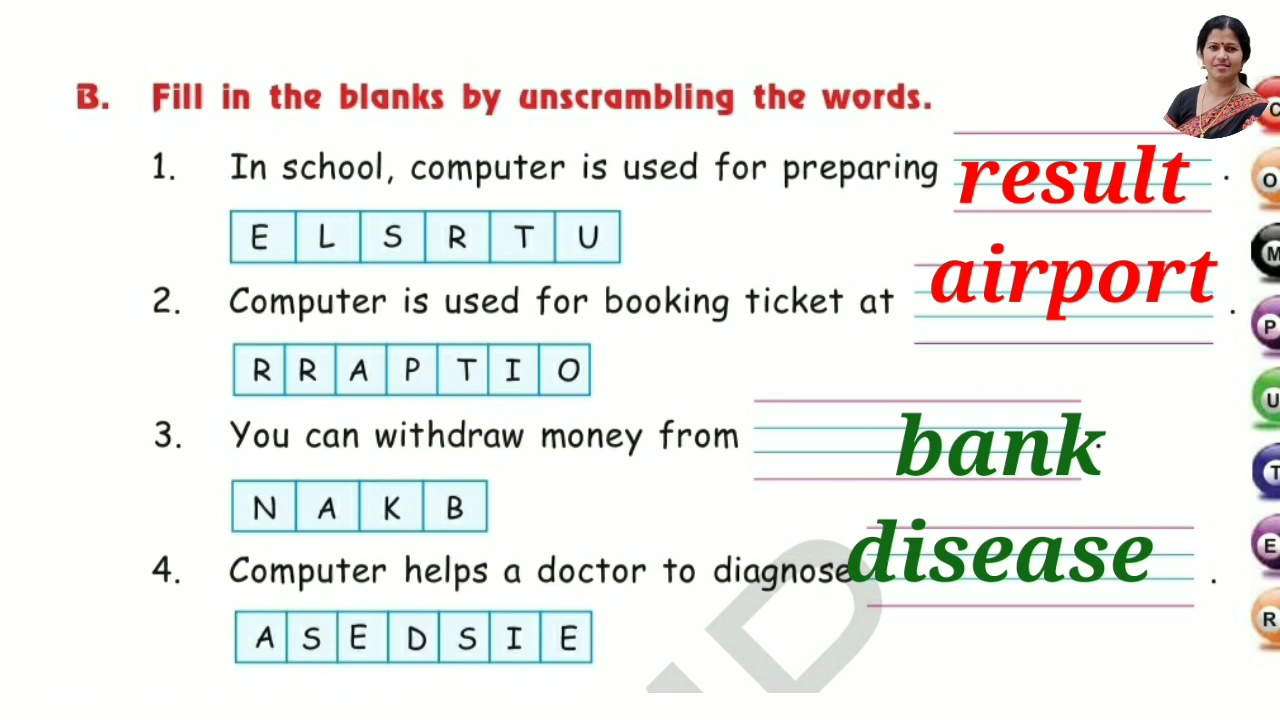 B. Fill in the blanks by unscrambling the words.
1. In school, computer is used for preparing result .
E L S R T U
2. Computer is used for booking ticket at airport .
R R A P T I O
3. You can withdraw money from bank .
N A K B
4. Computer helps a doctor to diagnose disease .
A S E D S I E
C
O
M
P
U
T
E
R